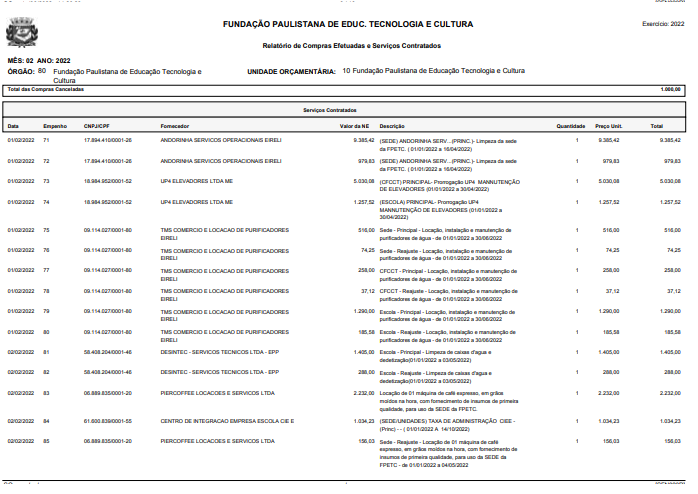 FUNDAÇÃO PAULISTANA DE EDUC. TECNOLOGIA E CULTURA
Exercício: 2022
Relatório de Compras Efetuadas e Serviços Contratados
MÊS: 02 ANO: 2022
ÓRGÃO: 80 Fundação Paulistana de Educação Tecnologia e Cultura
UNIDADE ORÇAMENTÁRIA: 10 Fundação Paulistana de Educação Tecnologia e Cultura
Total das Compras Canceladas 1.000,00
Serviços Contratados
Data Empenho CNPJ/CPF Fornecedor Valor da NE Descrição Quantidade Preço Unit. Total
01/02/2022 71 17.894.410/0001-26 ANDORINHA SERVICOS OPERACIONAIS EIRELI 9.385,42 (SEDE) ANDORINHA SERV...(PRINC.)- Limpeza da sede 1 9.385,42 9.385,42
da FPETC. ( 01/01/2022 a 16/04/2022)
01/02/2022 72 17.894.410/0001-26 ANDORINHA SERVICOS OPERACIONAIS EIRELI 979,83 (SEDE) ANDORINHA SERV...(PRINC.)- Limpeza da sede 1 979,83 979,83
da FPETC. ( 01/01/2022 a 16/04/2022)
01/02/2022 73 18.984.952/0001-52 UP4 ELEVADORES LTDA ME 5.030,08 (CFCCT) PRINCIPAL- Prorrogação UP4 MANNUTENÇÃO 1 5.030,08 5.030,08
DE ELEVADORES (01/01/2022 a 30/04/2022)
01/02/2022 74 18.984.952/0001-52 UP4 ELEVADORES LTDA ME 1.257,52 (ESCOLA) PRINCIPAL- Prorrogação UP4 1 1.257,52 1.257,52
MANNUTENÇÃO DE ELEVADORES (01/01/2022 a
30/04/2022)
01/02/2022 75 09.114.027/0001-80 TMS COMERCIO E LOCACAO DE PURIFICADORES 516,00 Sede - Principal - Locação, instalação e manutenção de 1 516,00 516,00
EIRELI purificadores de água - de 01/01/2022 a 30/06/2022
01/02/2022 76 09.114.027/0001-80 TMS COMERCIO E LOCACAO DE PURIFICADORES 74,25 Sede - Reajuste - Locação, instalação e manutenção de 1 74,25 74,25
EIRELI purificadores de água - de 01/01/2022 a 30/06/2022
01/02/2022 77 09.114.027/0001-80 TMS COMERCIO E LOCACAO DE PURIFICADORES 258,00 CFCCT - Principal - Locação, instalação e manutenção de 1 258,00 258,00
EIRELI purificadores de água - de 01/01/2022 a 30/06/2022
01/02/2022 78 09.114.027/0001-80 TMS COMERCIO E LOCACAO DE PURIFICADORES 37,12 CFCCT - Reajuste - Locação, instalação e manutenção de 1 37,12 37,12
EIRELI purificadores de água - de 01/01/2022 a 30/06/2022
01/02/2022 79 09.114.027/0001-80 TMS COMERCIO E LOCACAO DE PURIFICADORES 1.290,00 Escola - Principal - Locação, instalação e manutenção de 1 1.290,00 1.290,00
EIRELI purificadores de água - de 01/01/2022 a 30/06/2022
01/02/2022 80 09.114.027/0001-80 TMS COMERCIO E LOCACAO DE PURIFICADORES 185,58 Escola - Reajuste - Locação, instalação e manutenção de 1 185,58 185,58
EIRELI purificadores de água - de 01/01/2022 a 30/06/2022
02/02/2022 81 58.408.204/0001-46 DESINTEC - SERVICOS TECNICOS LTDA - EPP 1.405,00 Escola - Principal - Limpeza de caixas d'agua e 1 1.405,00 1.405,00
dedetização(01/01/2022 a 03/05/2022)
02/02/2022 82 58.408.204/0001-46 DESINTEC - SERVICOS TECNICOS LTDA - EPP 288,00 Escola - Reajuste - Limpeza de caixas d'agua e 1 288,00 288,00
dedetização(01/01/2022 a 03/05/2022)
02/02/2022 83 06.889.835/0001-20 PIERCOFFEE LOCACOES E SERVICOS LTDA 2.232,00 Locação de 01 máquina de café expresso, em grãos 1 2.232,00 2.232,00
moídos na hora, com fornecimento de insumos de primeira
qualidade, para uso da SEDE da FPETC
02/02/2022 84 61.600.839/0001-55 CENTRO DE INTEGRACAO EMPRESA ESCOLA CIE E 1.034,23 (SEDE/UNIDADES) TAXA DE ADMINISTRAÇÃO CIEE - 1 1.034,23 1.034,23
(Princ) - - ( 01/01/2022 A 14/10/2022)
02/02/2022 85 06.889.835/0001-20 PIERCOFFEE LOCACOES E SERVICOS LTDA 156,03 Sede - Reajuste - Locação de 01 máquina de café 1 156,03 156,03
expresso, em grãos moídos na hora, com fornecimento de
insumos de primeira qualidade, para uso da SEDE da
FPETC - de 01/01/2022 a 04/05/2022